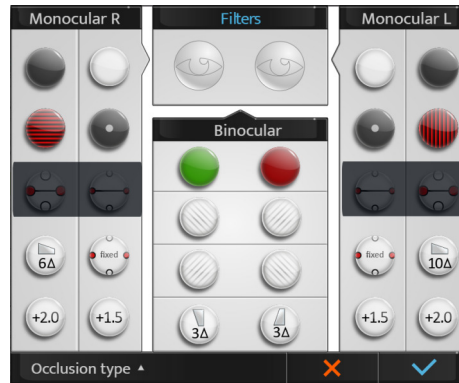 Monocular R
Filters
Monocular L
Binocular
6Δ
fixed
fixed
10Δ
+2.0
+1.5
3Δ
3Δ
+1.5
+2.0
Occlusion type